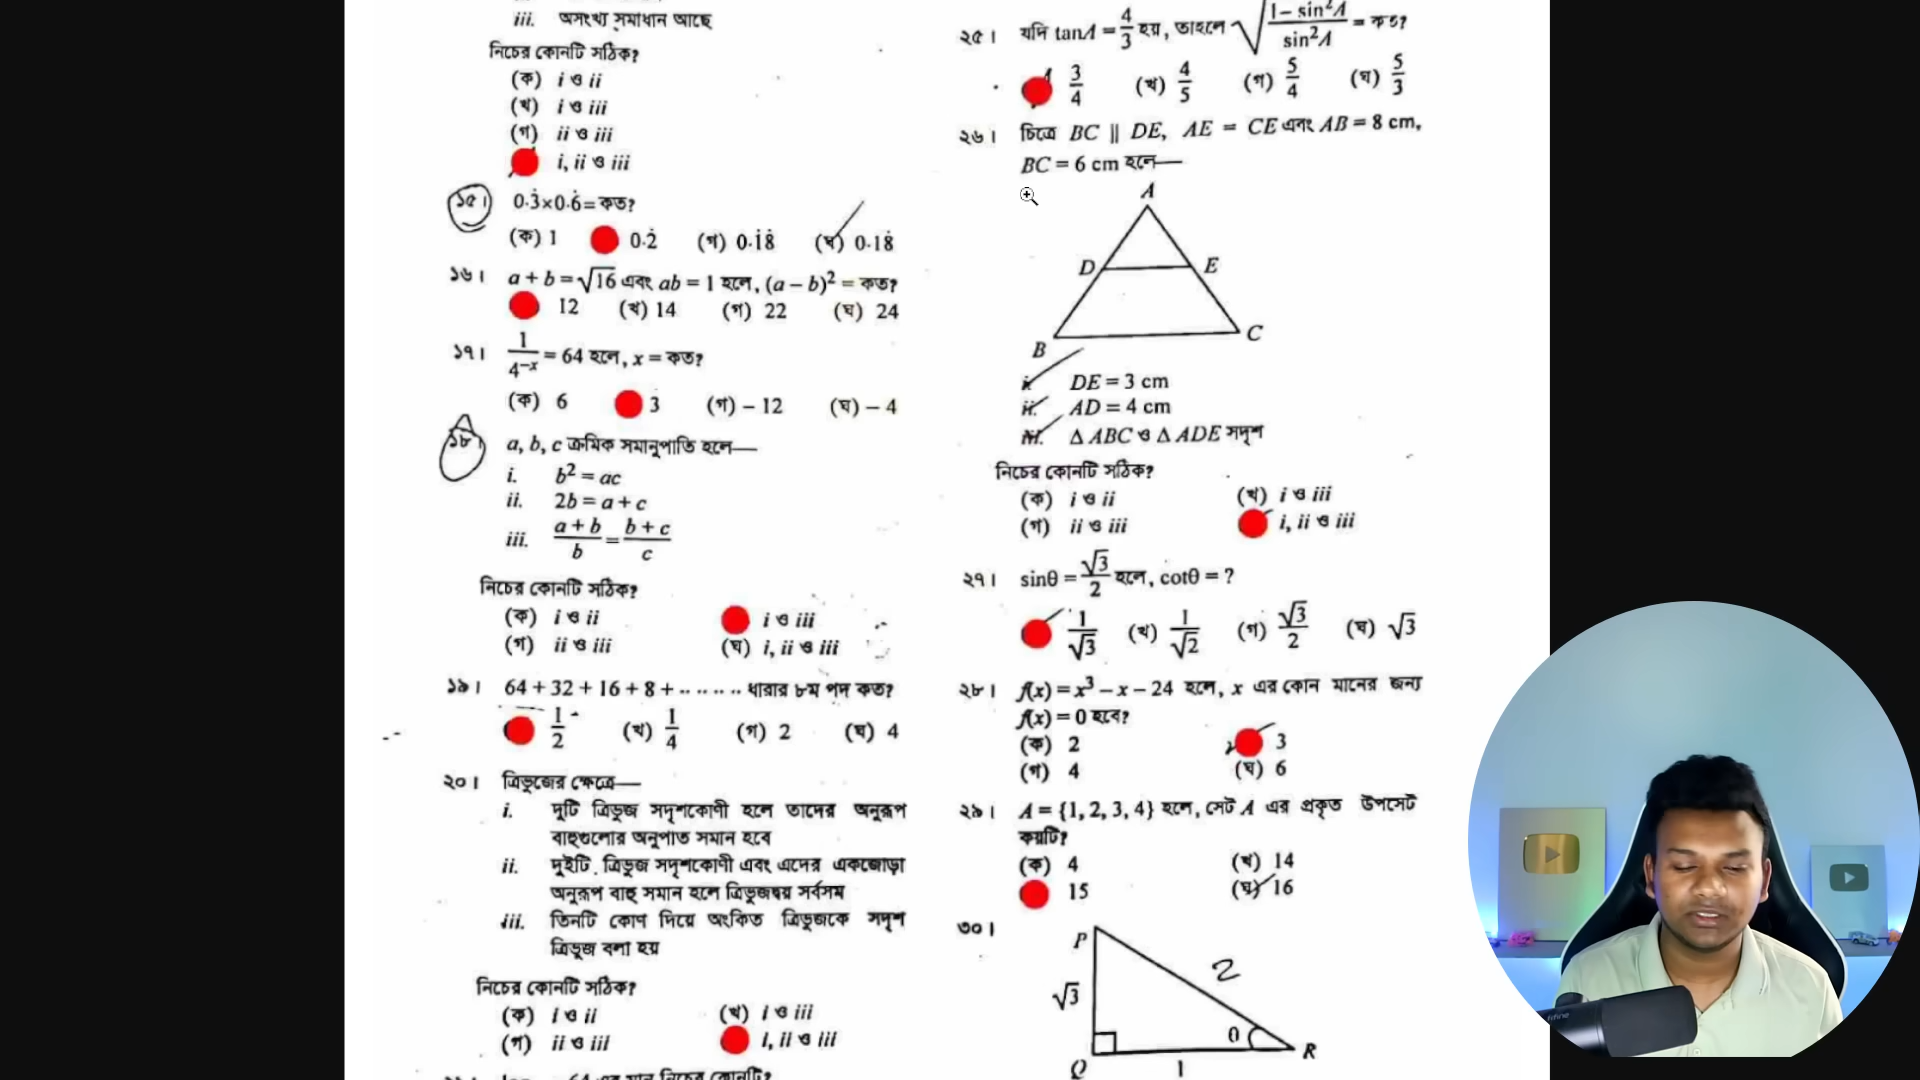 iii. অসংখ্য সমাধান আছে
নিচের কোনটি সঠিক?
(ক) i ও ii
(খ) i ও iii
(গ) ii ও iii
i, ii ও iii
১৫। 0·3̇×0·6̇ = কত?
(ক) 1 0·2̇ (গ) 0·1̇8̇ (ঘ) 0·18̇
১৬। a + b = √16 এবং ab = 1 হলে, (a – b)² = কত?
12 (খ) 14 (গ) 22 (ঘ) 24
১৭। 1/4⁻ˣ = 64 হলে, x = কত?
(ক) 6 3 (গ) – 12 (ঘ) – 4
১৮। a, b, c ক্রমিক সমানুপাতি হলে—
i. b² = ac
ii. 2b = a + c
iii. (a + b)/b = (b + c)/c
নিচের কোনটি সঠিক?
(ক) i ও ii i ও iii
(গ) ii ও iii (ঘ) i, ii ও iii
১৯। 64 + 32 + 16 + 8 + ·· ·· ·· ·· ধারার ৮ম পদ কত?
1/2 (খ) 1/4 (গ) 2 (ঘ) 4
২০। ত্রিভুজের ক্ষেত্রে—
i. দুটি ত্রিভুজ সদৃশকোণী হলে তাদের অনুরূপ
বাহুগুলোর অনুপাত সমান হবে
ii. দুইটি ত্রিভুজ সদৃশকোণী এবং এদের একজোড়া
অনুরূপ বাহু সমান হলে ত্রিভুজদ্বয় সর্বসম
iii. তিনটি কোণ দিয়ে অংকিত ত্রিভুজকে সদৃশ
ত্রিভুজ বলা হয়
নিচের কোনটি সঠিক?
(ক) i ও ii (খ) i ও iii
(গ) ii ও iii i, ii ও iii
২৫। যদি tanA = 4/3 হয়, তাহলে √((1 – sin²A)/sin²A) = কত?
3/4 (খ) 4/5 (গ) 5/4 (ঘ) 5/3
২৬। চিত্রে BC || DE, AE = CE এবং AB = 8 cm,
BC = 6 cm হলে—
A
D E
B C
i. DE = 3 cm
ii. AD = 4 cm
iii. Δ ABC ও Δ ADE সদৃশ
নিচের কোনটি সঠিক?
(ক) i ও ii (খ) i ও iii
(গ) ii ও iii i, ii ও iii
২৭। sinθ = √3/2 হলে, cotθ = ?
1/√3 (খ) 1/√2 (গ) √3/2 (ঘ) √3
২৮। f(x) = x³ – x – 24 হলে, x এর কোন মানের জন্য
f(x) = 0 হবে?
(ক) 2 3
(গ) 4 (ঘ) 6
২৯। A = {1, 2, 3, 4} হলে, সেট A এর প্রকৃত উপসেট
কয়টি?
(ক) 4 (খ) 14
15 (ঘ) 16
৩০।
P
2
√3
θ R
Q 1